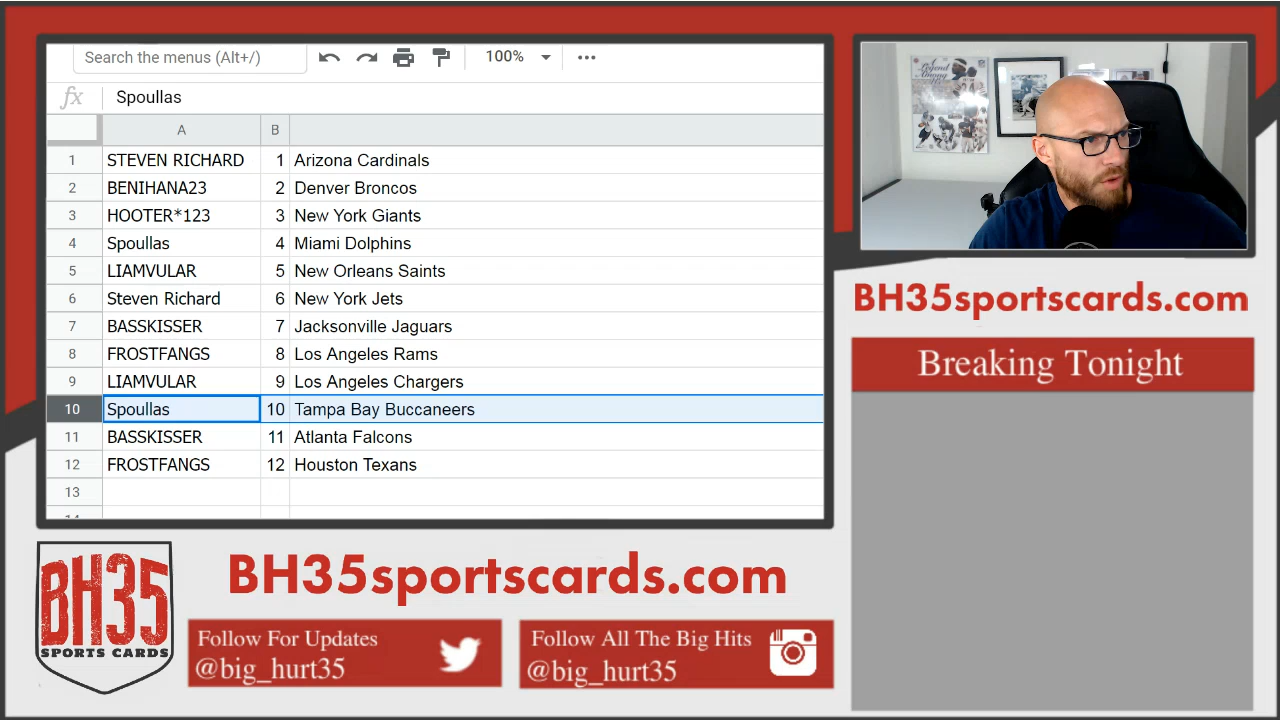 Search the menus (Alt+/)
100%
fx Spoullas
A B
1 STEVEN RICHARD 1 Arizona Cardinals
2 BENIHANA23 2 Denver Broncos
3 HOOTER*123 3 New York Giants
4 Spoullas 4 Miami Dolphins
5 LIAMVULAR 5 New Orleans Saints
6 Steven Richard 6 New York Jets
7 BASSKISSER 7 Jacksonville Jaguars
8 FROSTFANGS 8 Los Angeles Rams
9 LIAMVULAR 9 Los Angeles Chargers
10 Spoullas 10 Tampa Bay Buccaneers
11 BASSKISSER 11 Atlanta Falcons
12 FROSTFANGS 12 Houston Texans
13
A Legend Among
BH35sportscards.com
Breaking Tonight
BH35
SPORTS CARDS
BH35sportscards.com
Follow For Updates
@big_hurt35
Follow All The Big Hits
@big_hurt35